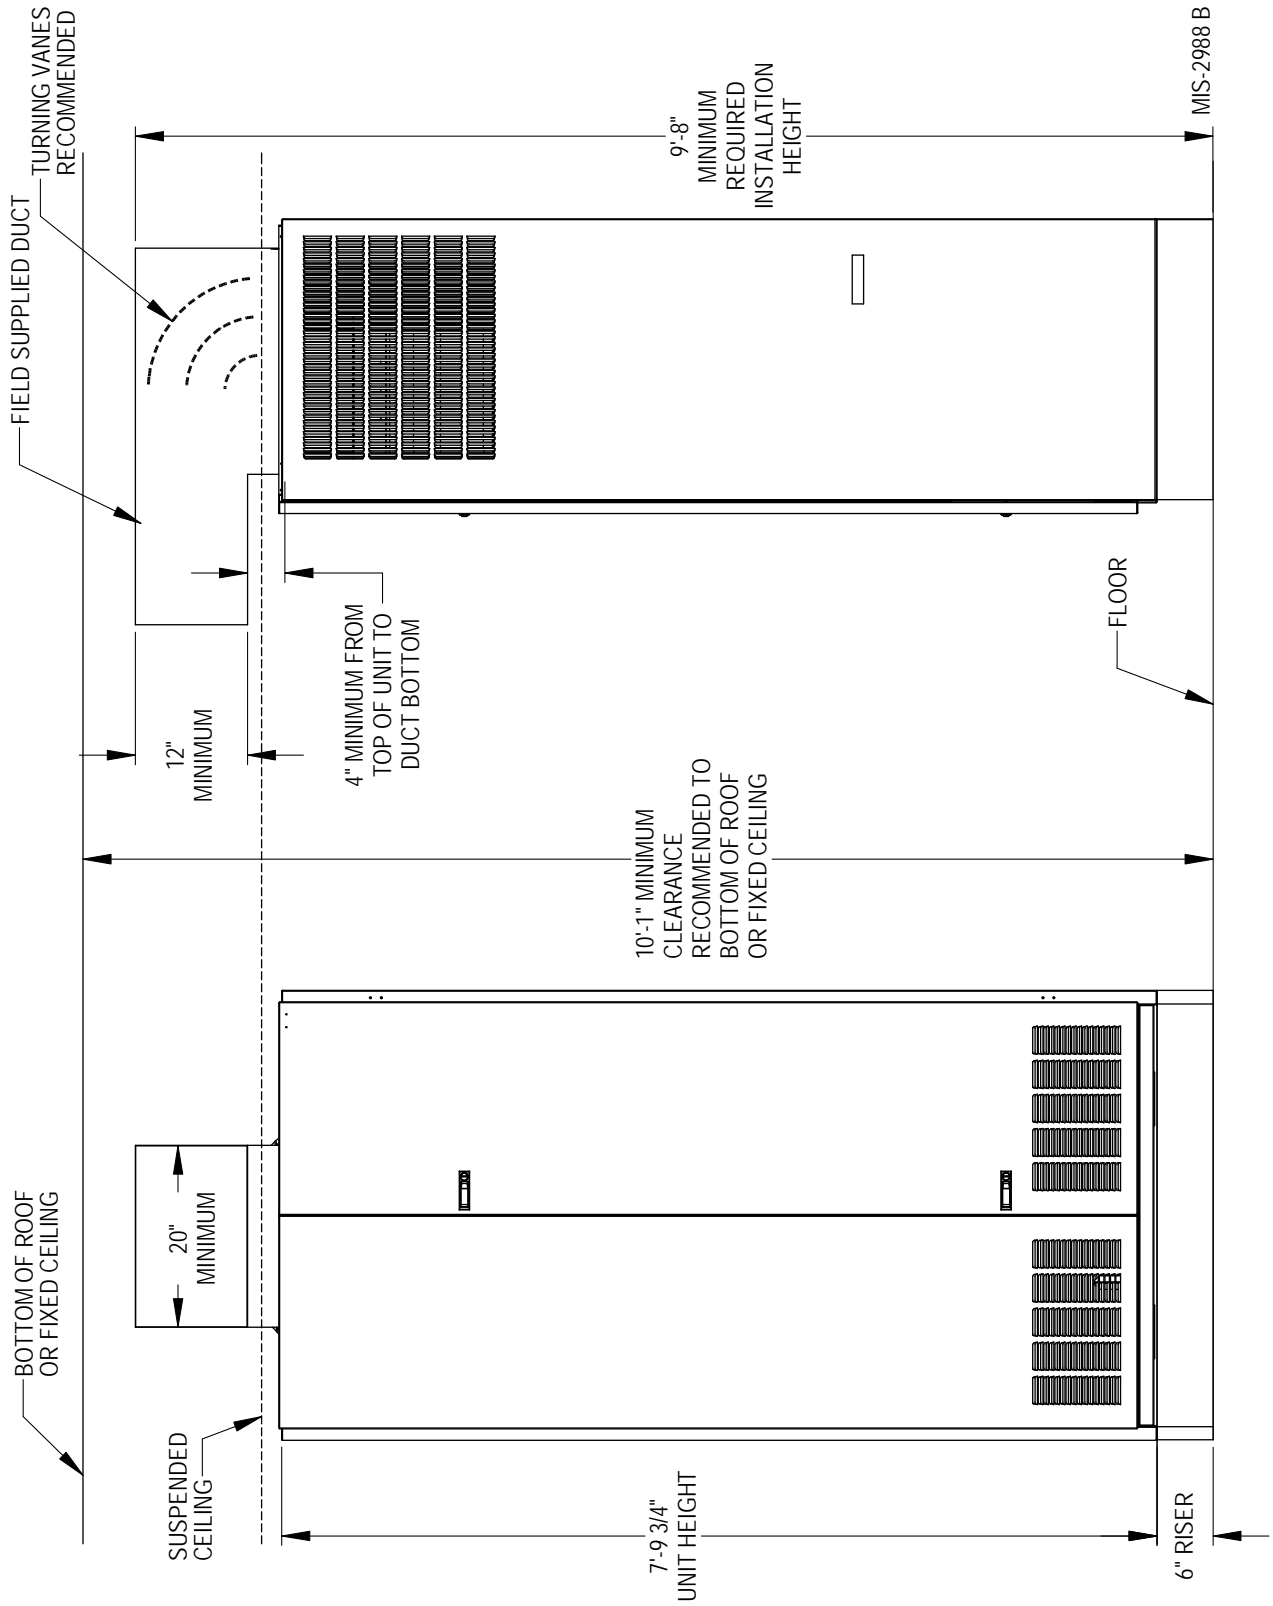 BOTTOM OF ROOF
OR FIXED CEILING
SUSPENDED
CEILING
20"
MINIMUM
7'-9 3/4"
UNIT HEIGHT
6" RISER
10'-1" MINIMUM
CLEARANCE
RECOMMENDED TO
BOTTOM OF ROOF
OR FIXED CEILING
12"
MINIMUM
4" MINIMUM FROM
TOP OF UNIT TO
DUCT BOTTOM
FLOOR
FIELD SUPPLIED DUCT
TURNING VANES
RECOMMENDED
9'-8"
MINIMUM
REQUIRED
INSTALLATION
HEIGHT
MIS-2988 B